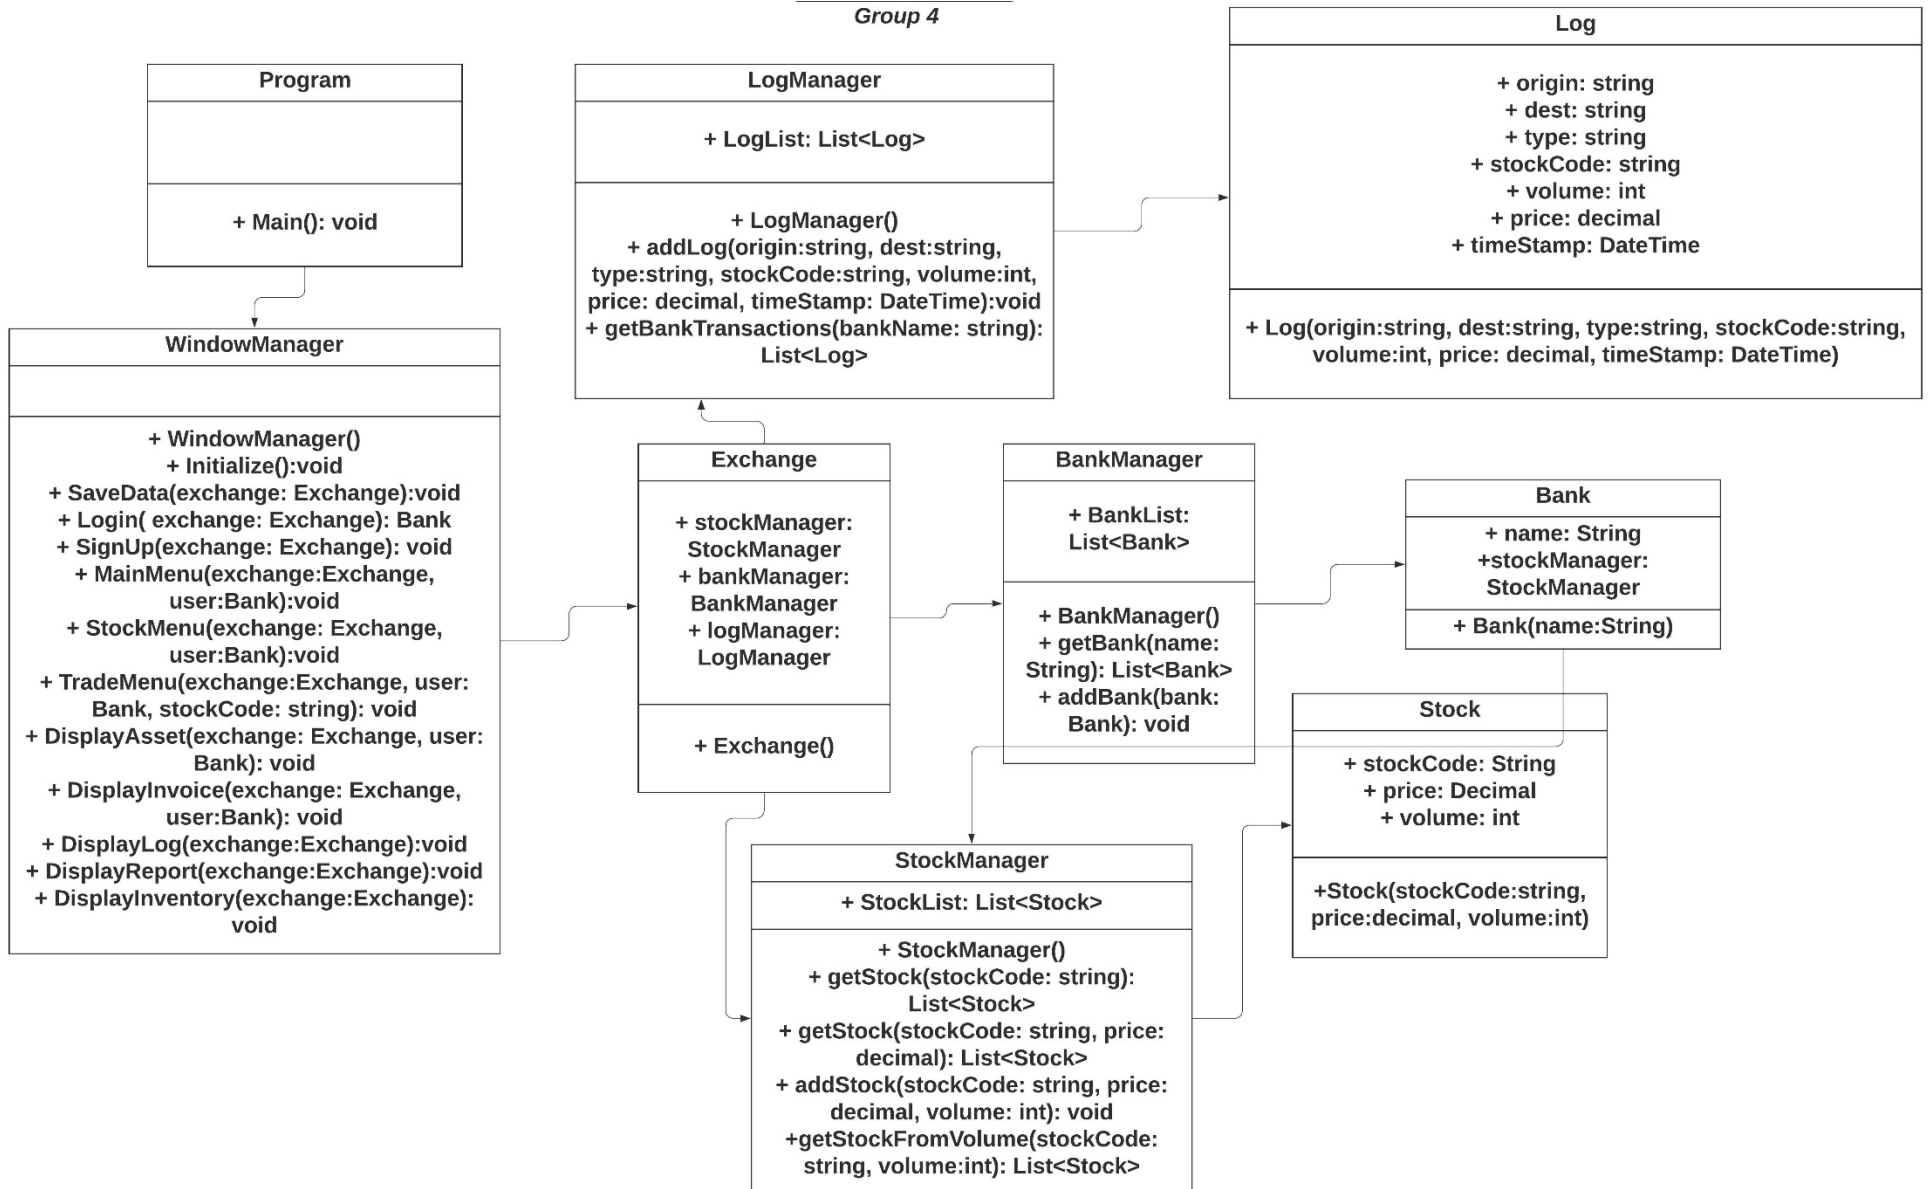 Group 4
Program
+ Main(): void
LogManager
+ LogList: List<Log>
+ LogManager()
+ addLog(origin:string, dest:string,
type:string, stockCode:string, volume:int,
price: decimal, timeStamp: DateTime):void
+ getBankTransactions(bankName: string):
List<Log>
Log
+ origin: string
+ dest: string
+ type: string
+ stockCode: string
+ volume: int
+ price: decimal
+ timeStamp: DateTime
+ Log(origin:string, dest:string, type:string, stockCode:string,
volume:int, price: decimal, timeStamp: DateTime)
WindowManager
+ WindowManager()
+ Initialize():void
+ SaveData(exchange: Exchange):void
+ Login( exchange: Exchange): Bank
+ SignUp(exchange: Exchange): void
+ MainMenu(exchange:Exchange,
user:Bank):void
+ StockMenu(exchange: Exchange,
user:Bank):void
+ TradeMenu(exchange:Exchange, user:
Bank, stockCode: string): void
+ DisplayAsset(exchange: Exchange, user:
Bank): void
+ DisplayInvoice(exchange: Exchange,
user:Bank): void
+ DisplayLog(exchange:Exchange):void
+ DisplayReport(exchange:Exchange):void
+ DisplayInventory(exchange:Exchange):
void
Exchange
+ stockManager:
StockManager
+ bankManager:
BankManager
+ logManager:
LogManager
+ Exchange()
BankManager
+ BankList:
List<Bank>
+ BankManager()
+ getBank(name:
String): List<Bank>
+ addBank(bank:
Bank): void
Bank
+ name: String
+stockManager:
StockManager
+ Bank(name:String)
Stock
+ stockCode: String
+ price: Decimal
+ volume: int
+Stock(stockCode:string,
price:decimal, volume:int)
StockManager
+ StockList: List<Stock>
+ StockManager()
+ getStock(stockCode: string):
List<Stock>
+ getStock(stockCode: string, price:
decimal): List<Stock>
+ addStock(stockCode: string, price:
decimal, volume: int): void
+getStockFromVolume(stockCode:
string, volume:int): List<Stock>